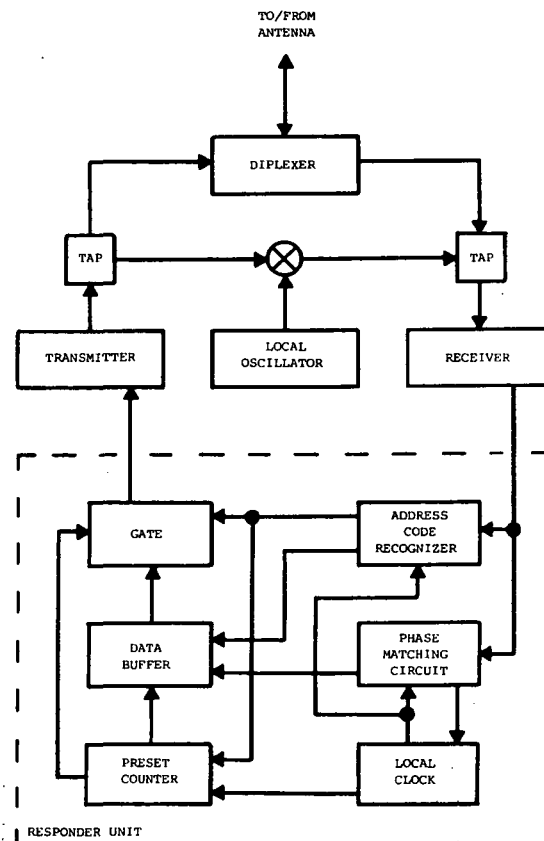 TO/FROM
ANTENNA
DIPLEXER
TAP
TAP
TRANSMITTER
LOCAL
OSCILLATOR
RECEIVER
GATE
ADDRESS
CODE
RECOGNIZER
DATA
BUFFER
PHASE
MATCHING
CIRCUIT
PRESET
COUNTER
LOCAL
CLOCK
RESPONDER UNIT